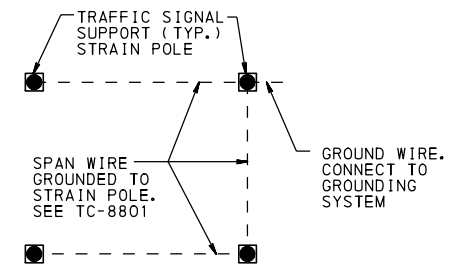 TRAFFIC SIGNAL
SUPPORT (TYP.)
STRAIN POLE
SPAN WIRE
GROUNDED TO
STRAIN POLE.
SEE TC-8801
GROUND WIRE.
CONNECT TO
GROUNDING
SYSTEM